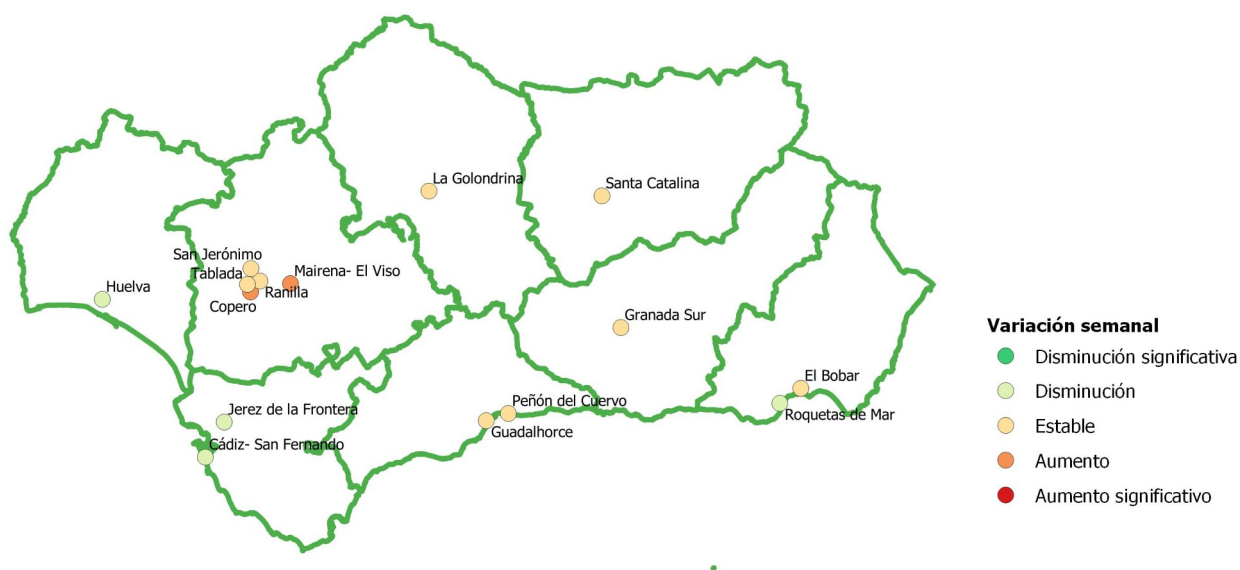 La Golondrina
Santa Catalina
San Jerónimo
Tablada
Mairena- El Viso
Huelva
Ranilla
Copero
Granada Sur
Variación semanal
Disminución significativa
Disminución
Estable
Aumento
Aumento significativo
El Bobar
Peñón del Cuervo
Jerez de la Frontera
Roquetas de Mar
Guadalhorce
Cádiz- San Fernando